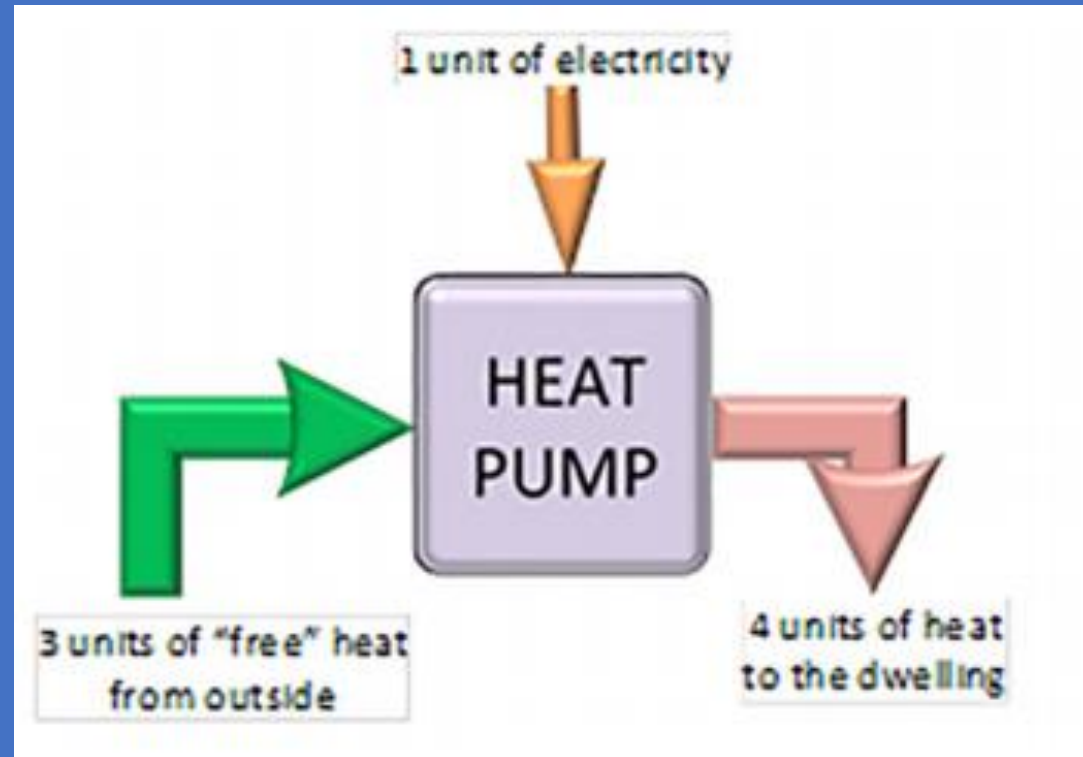 1 unit of electricity
HEAT
PUMP
3 units of “free” heat
from outside
4 units of heat
to the dwelling